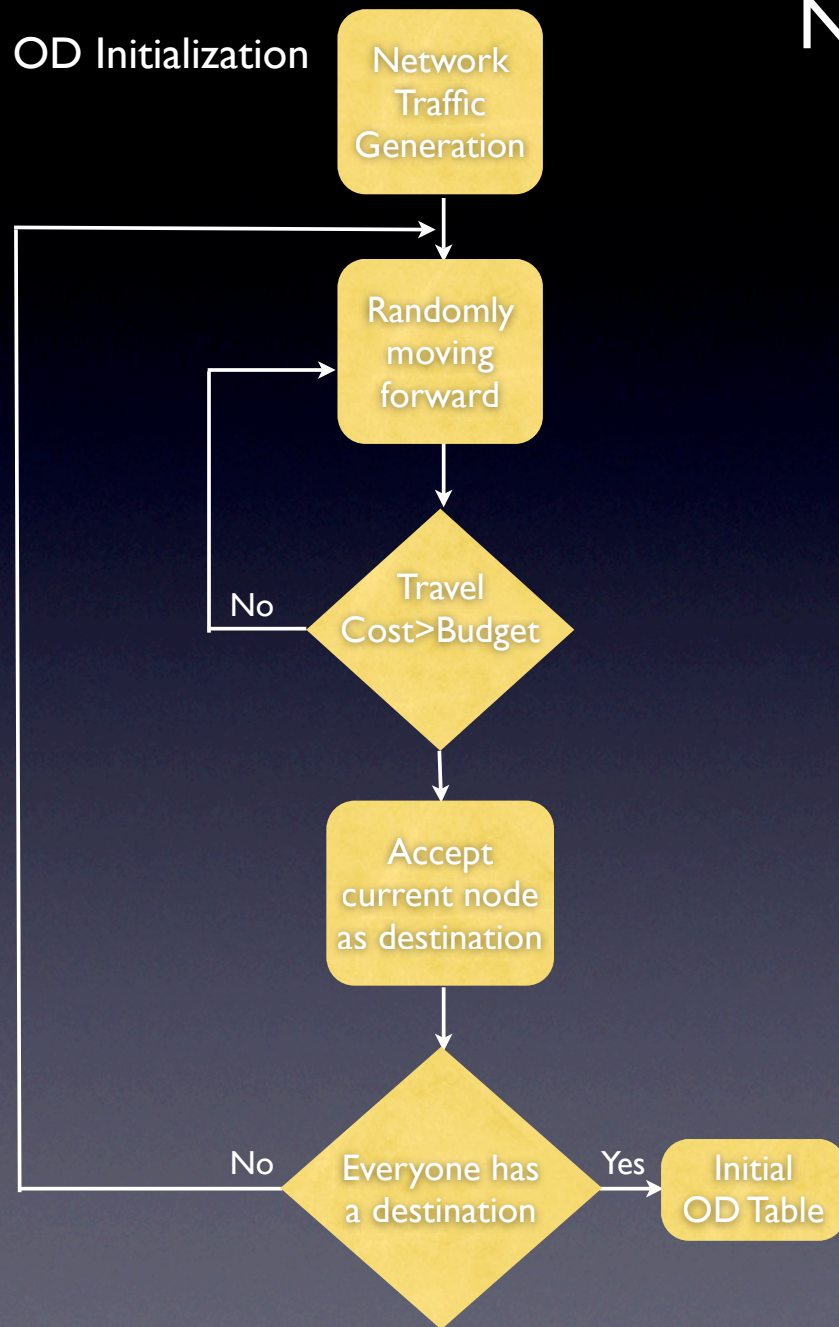 OD Initialization
Network
Traffic
Generation
Randomly
moving
forward
Travel
Cost>Budget
No
Accept
current node
as destination
Everyone has
a destination
No
Yes
Initial
OD Table